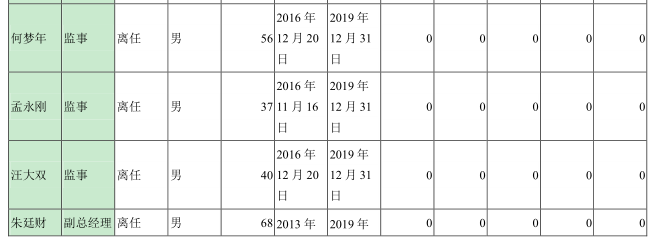 2016 年 2019 年
何梦年 监事 离任 男 56 12 月 20 12 月 31 0 0 0 0 0
日 日
2016 年 2019 年
孟永刚 监事 离任 男 37 11 月 16 12 月 31 0 0 0 0 0
日 日
2016 年 2019 年
汪大双 监事 离任 男 40 12 月 20 12 月 31 0 0 0 0 0
日 日
朱廷财 副总经理 离任 男 68 2013 年 2019 年 0 0 0 0 0